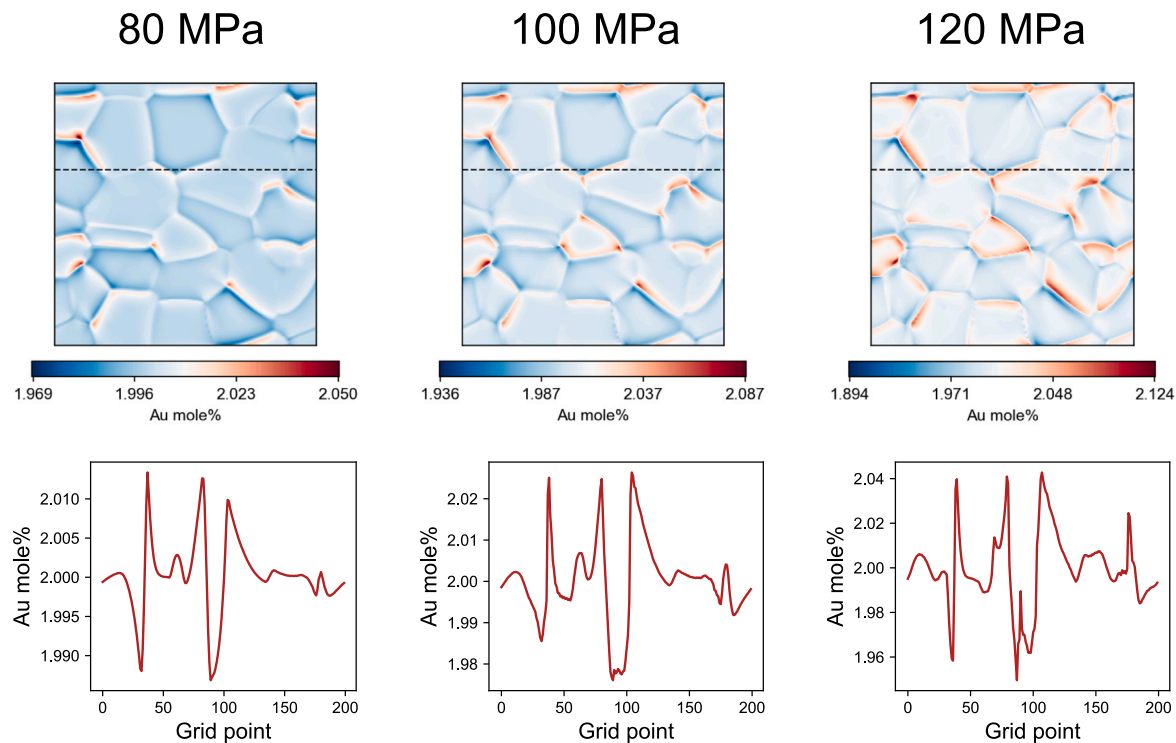 80 MPa 100 MPa 120 MPa
1.969 1.996 2.023 2.050 1.936 1.987 2.037 2.087 1.894 1.971 2.048 2.124
Au mole% Au mole% Au mole%
2.010
2.005
2.000
1.995
1.990
Au mole%
0 50 100 150 200
Grid point
2.02
2.01
2.00
1.99
1.98
Au mole%
0 50 100 150 200
Grid point
2.04
2.02
2.00
1.98
1.96
Au mole%
0 50 100 150 200
Grid point